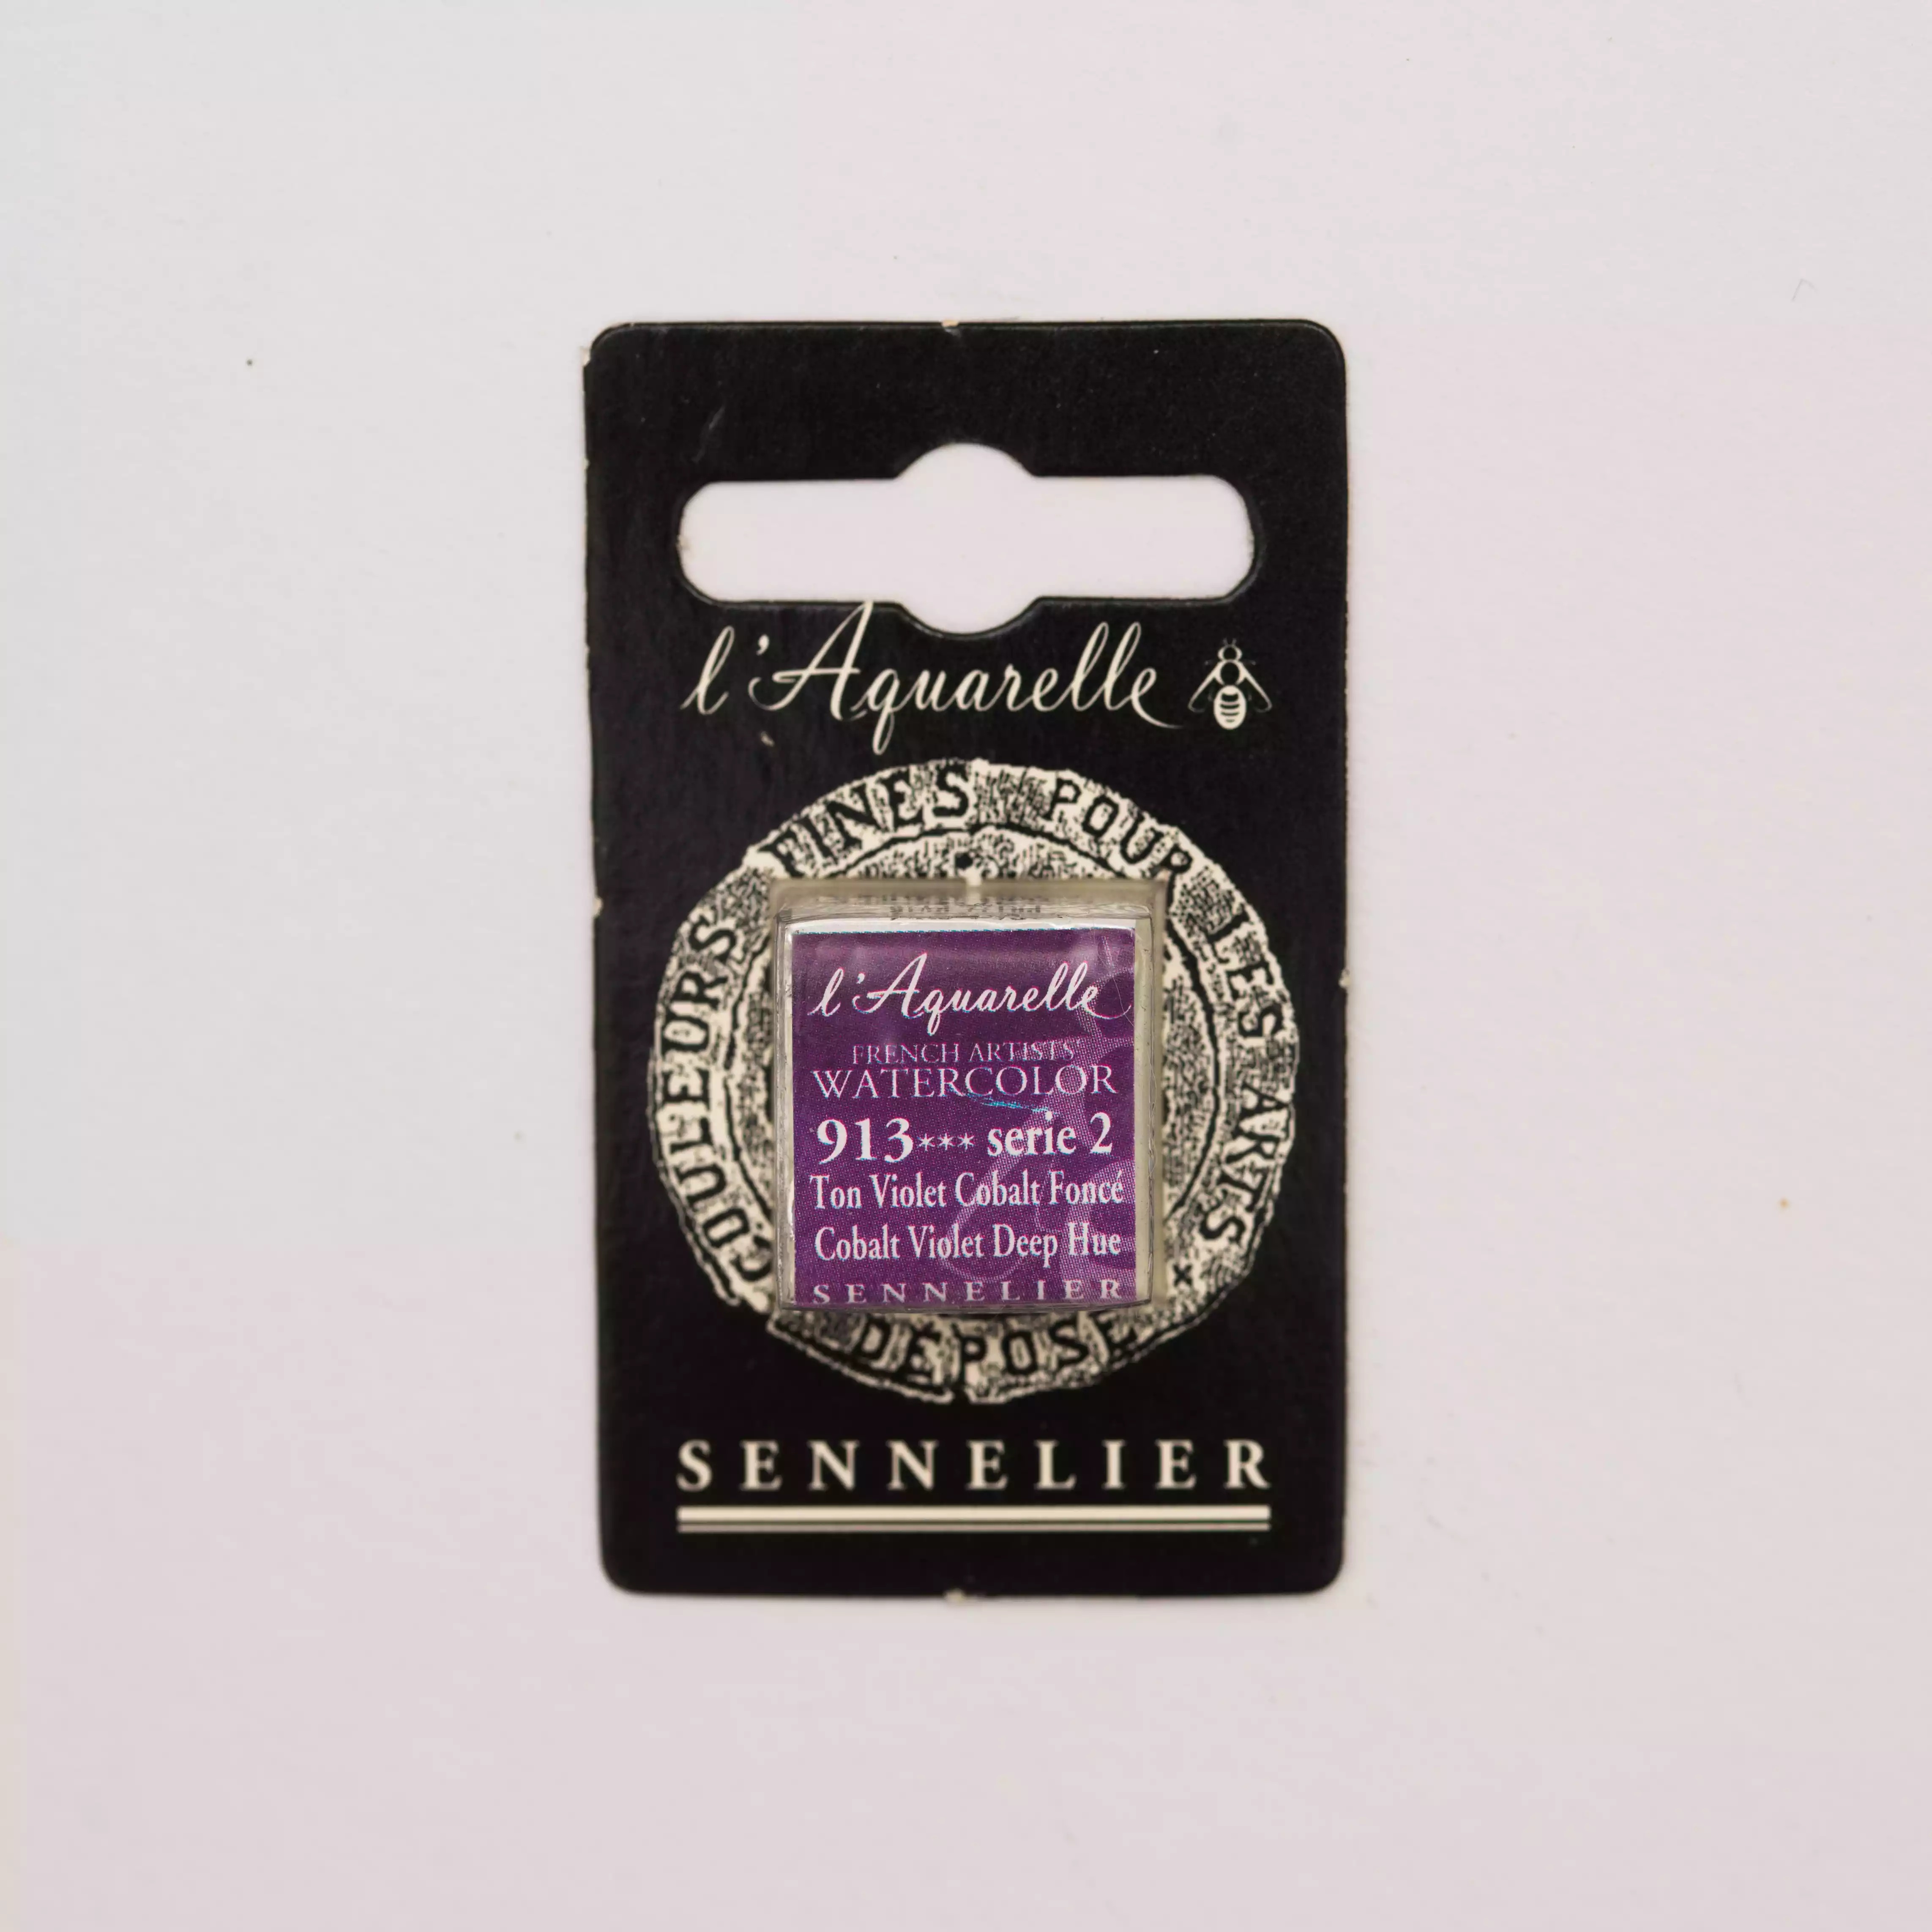 l'Aquarelle
COULEURS FINES POUR LES ARTS
DÉPOSÉ
l'Aquarelle
FRENCH ARTISTS'
WATERCOLOR
913*** serie 2
Ton Violet Cobalt Foncé
Cobalt Violet Deep Hue
SENNELIER
SENNELIER